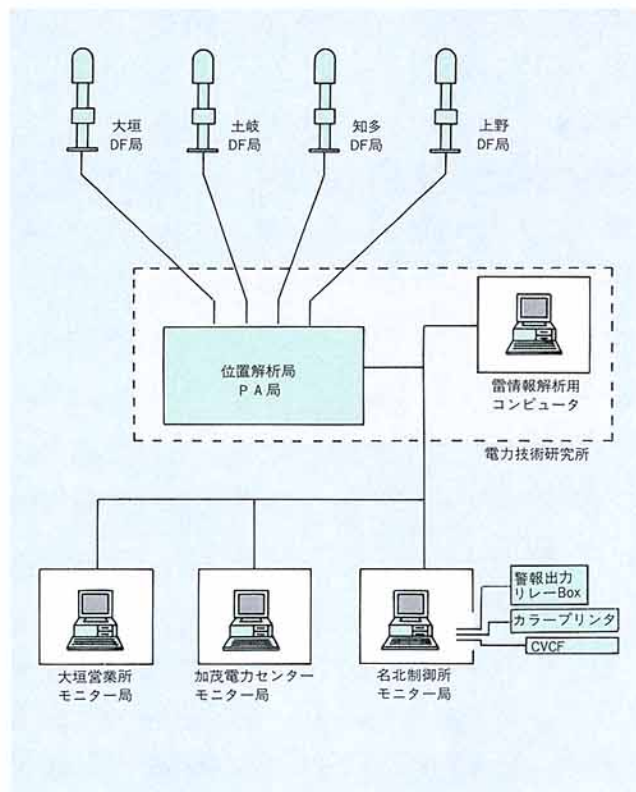 大垣
DF局
土岐
DF局
知多
DF局
上野
DF局
位置解析局
ＰＡ局
雷情報解析用
コンピュータ
電力技術研究所
警報出力
リレーBox
カラープリンタ
CVCF
大垣営業所
モニター局
加茂電力センター
モニター局
名北制御所
モニター局